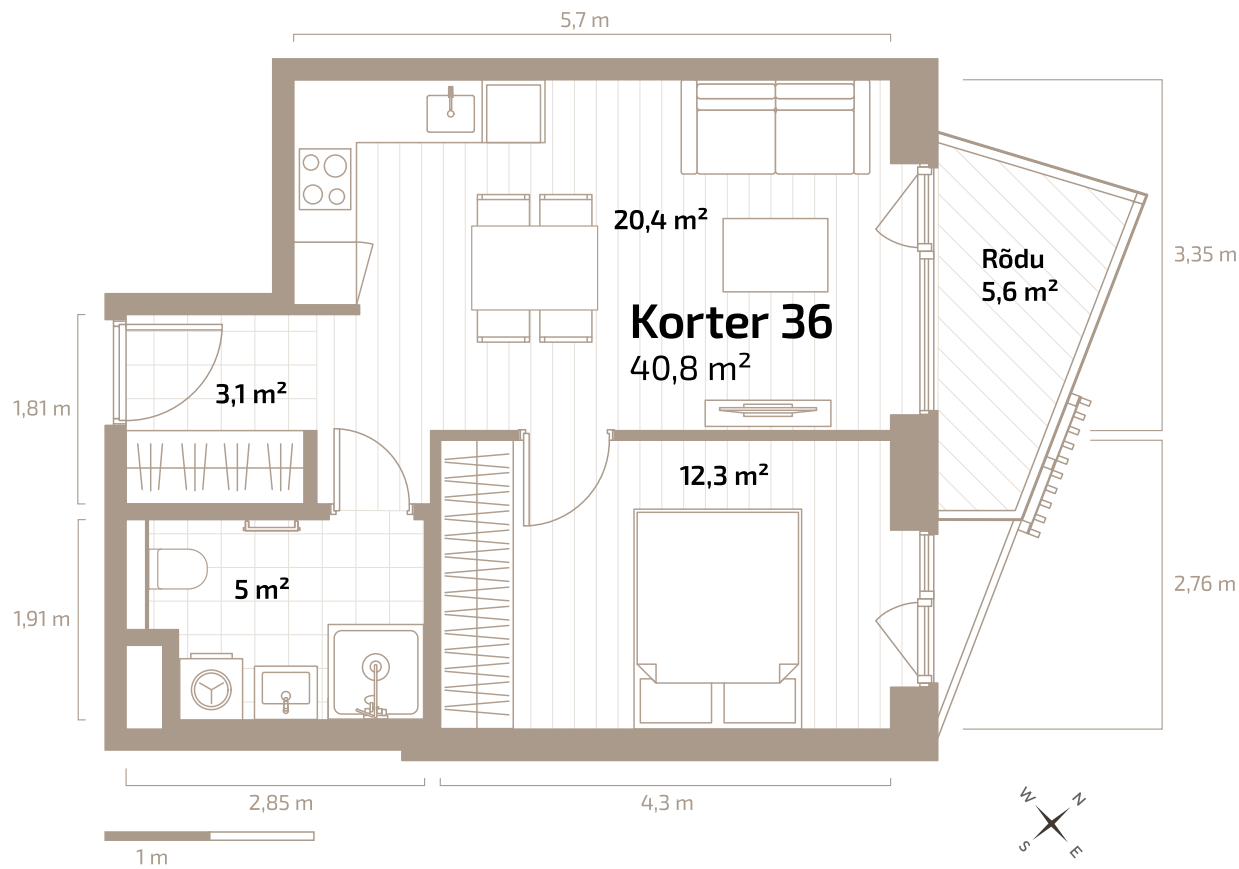 5,7 m
20,4 m²
Rõdu
5,6 m²
3,35 m
Korter 36
40,8 m²
3,1 m²
1,81 m
12,3 m²
5 m²
2,76 m
1,91 m
2,85 m
4,3 m
W
N
S
E
1 m